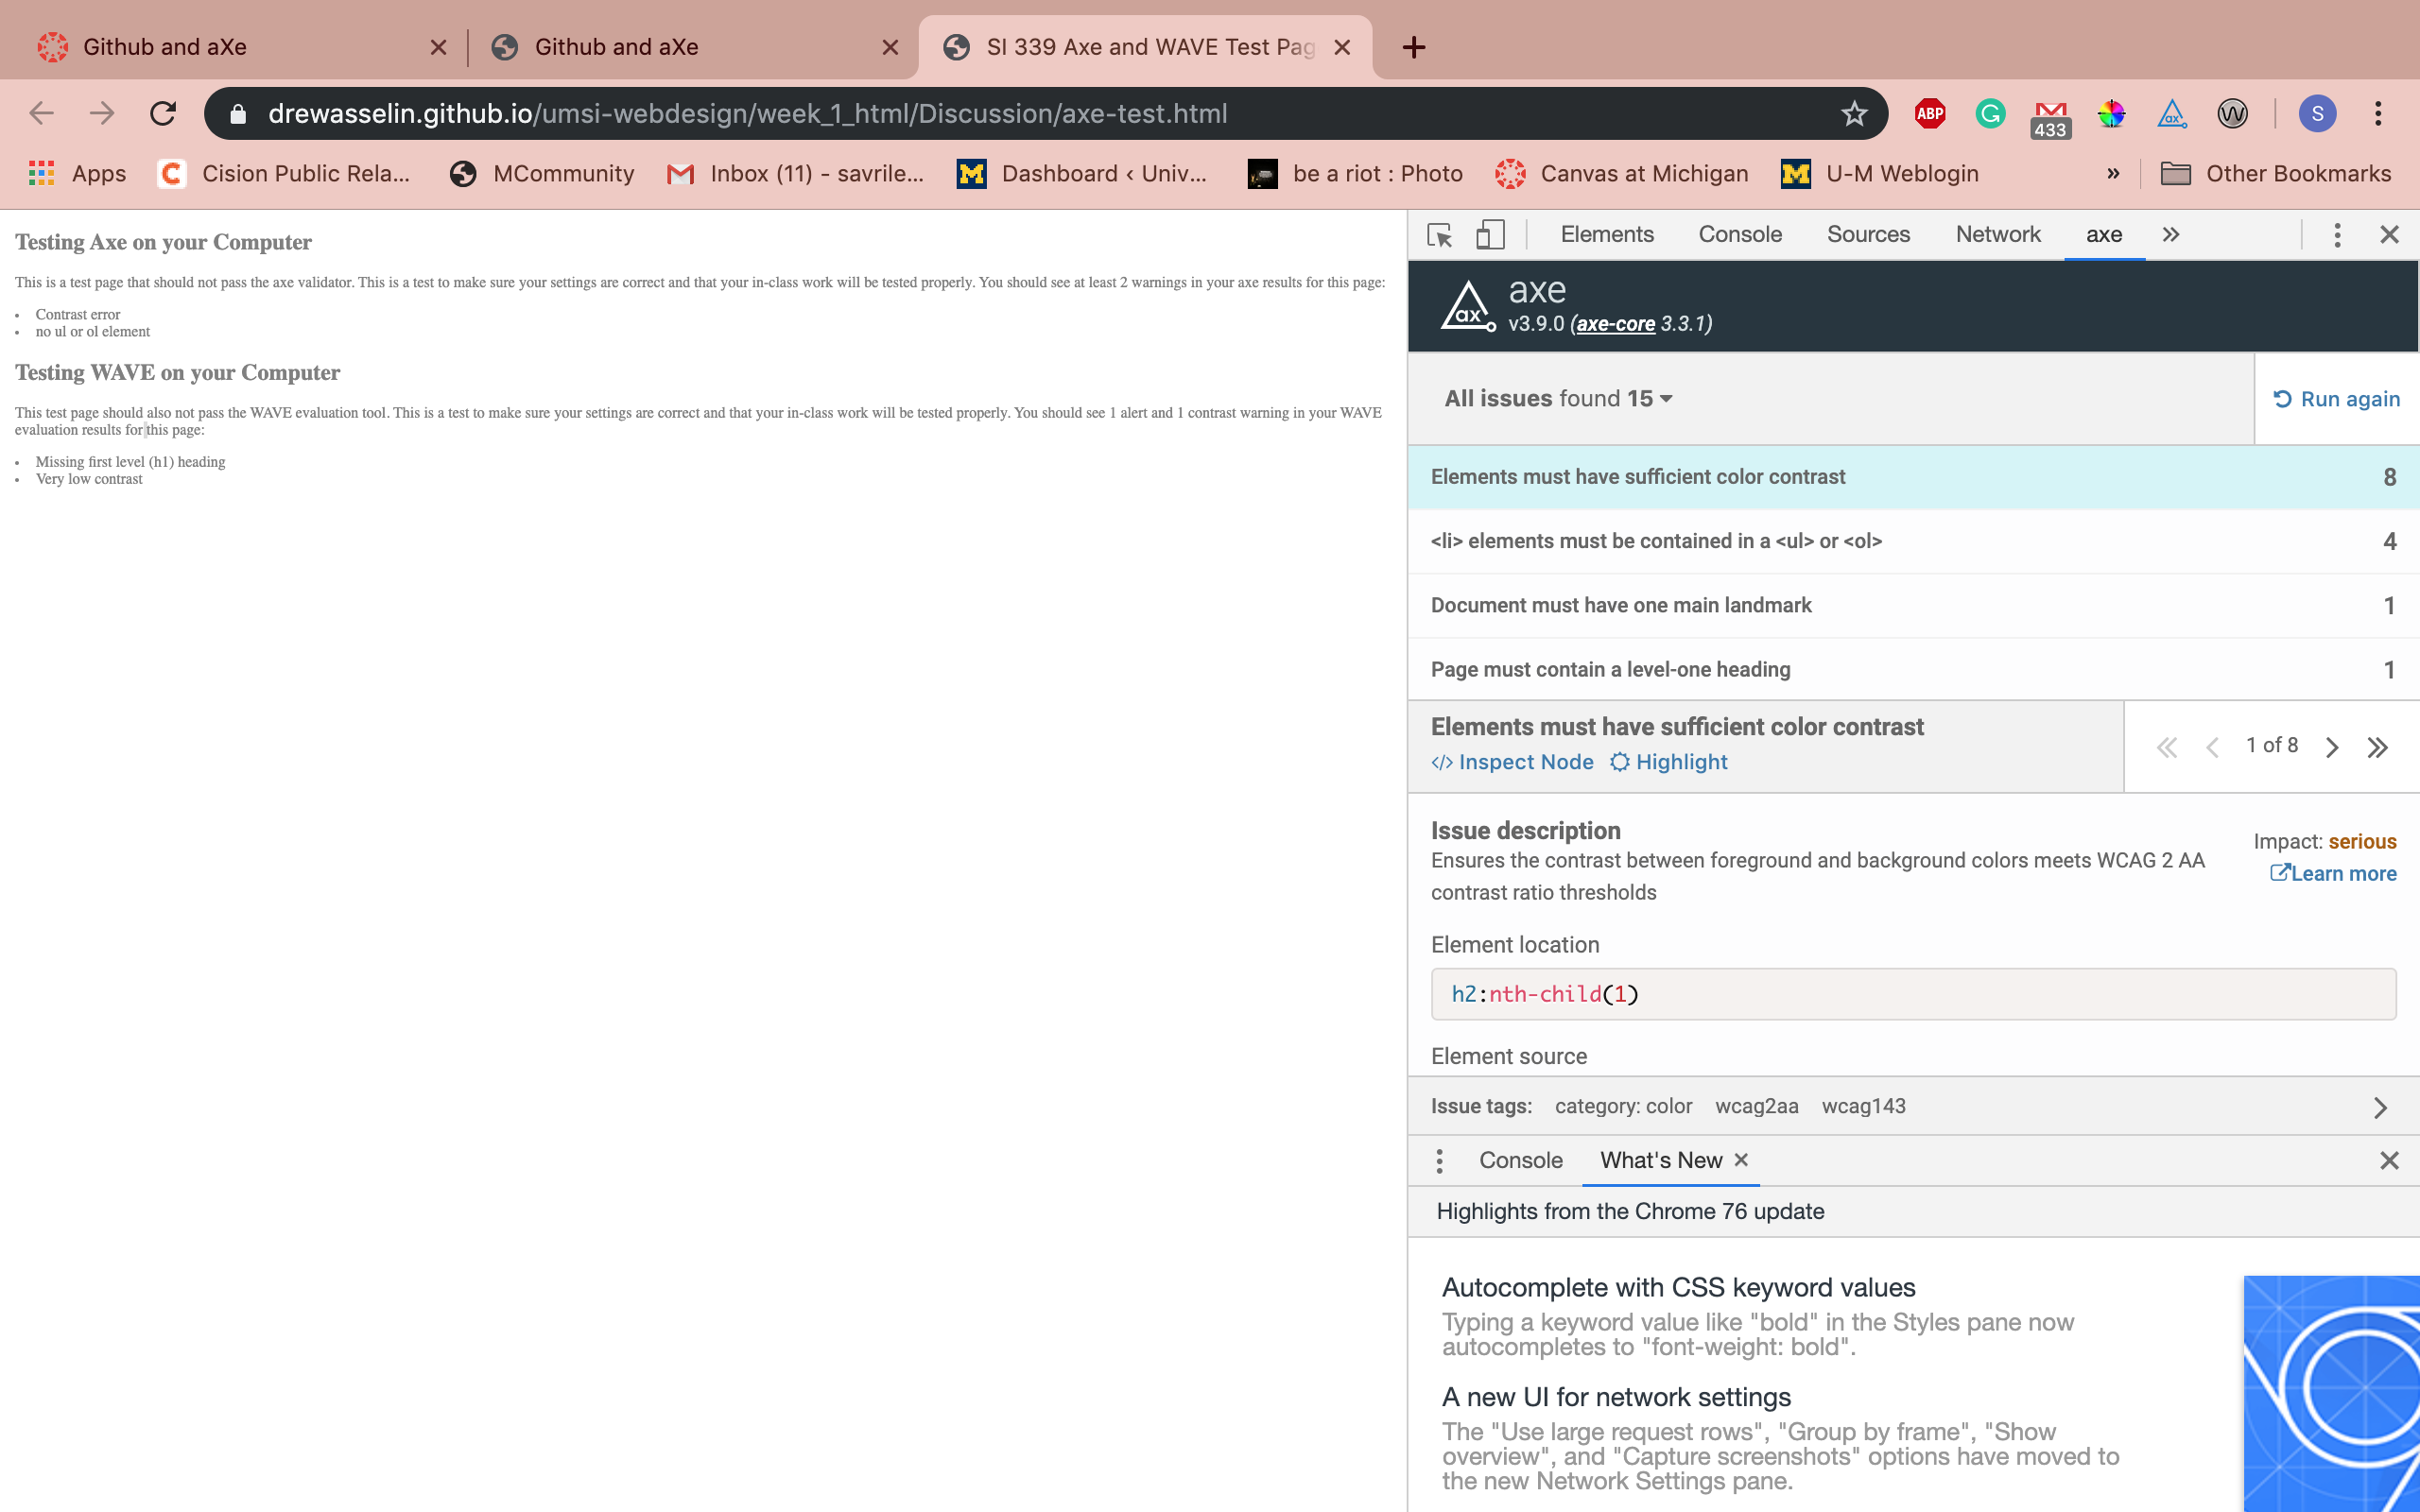 Github and aXe
Github and aXe
SI 339 Axe and WAVE Test Pag
drewasselin.github.io/umsi-webdesign/week_1_html/Discussion/axe-test.html
ABP
G
433
ax
W
S
Apps
C Cision Public Rela...
MCommunity
Inbox (11) - savrile...
M Dashboard ‹ Univ...
be a riot : Photo
Canvas at Michigan
M U-M Weblogin
»
Other Bookmarks
Testing Axe on your Computer
This is a test page that should not pass the axe validator. This is a test to make sure your settings are correct and that your in-class work will be tested properly. You should see at least 2 warnings in your axe results for this page:
• Contrast error
• no ul or ol element
Testing WAVE on your Computer
This test page should also not pass the WAVE evaluation tool. This is a test to make sure your settings are correct and that your in-class work will be tested properly. You should see 1 alert and 1 contrast warning in your WAVE
evaluation results for this page:
• Missing first level (h1) heading
• Very low contrast
Elements Console Sources Network axe »
ax
axe
v3.9.0 (axe-core 3.3.1)
All issues found 15
Run again
Elements must have sufficient color contrast 8
<li> elements must be contained in a <ul> or <ol> 4
Document must have one main landmark 1
Page must contain a level-one heading 1
Elements must have sufficient color contrast
</> Inspect Node Highlight
1 of 8
Issue description
Ensures the contrast between foreground and background colors meets WCAG 2 AA
contrast ratio thresholds
Impact: serious
Learn more
Element location
h2:nth-child(1)
Element source
Issue tags: category: color wcag2aa wcag143
Console What's New
Highlights from the Chrome 76 update
Autocomplete with CSS keyword values
Typing a keyword value like "bold" in the Styles pane now
autocompletes to "font-weight: bold".
A new UI for network settings
The "Use large request rows", "Group by frame", "Show
overview", and "Capture screenshots" options have moved to
the new Network Settings pane.